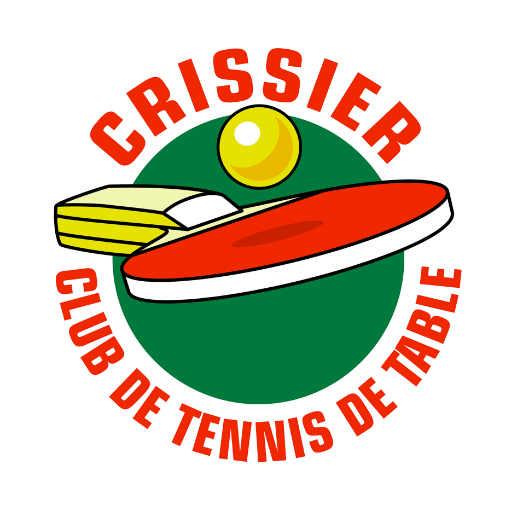 CRISSIER
CLUB DE TENNIS DE TABLE